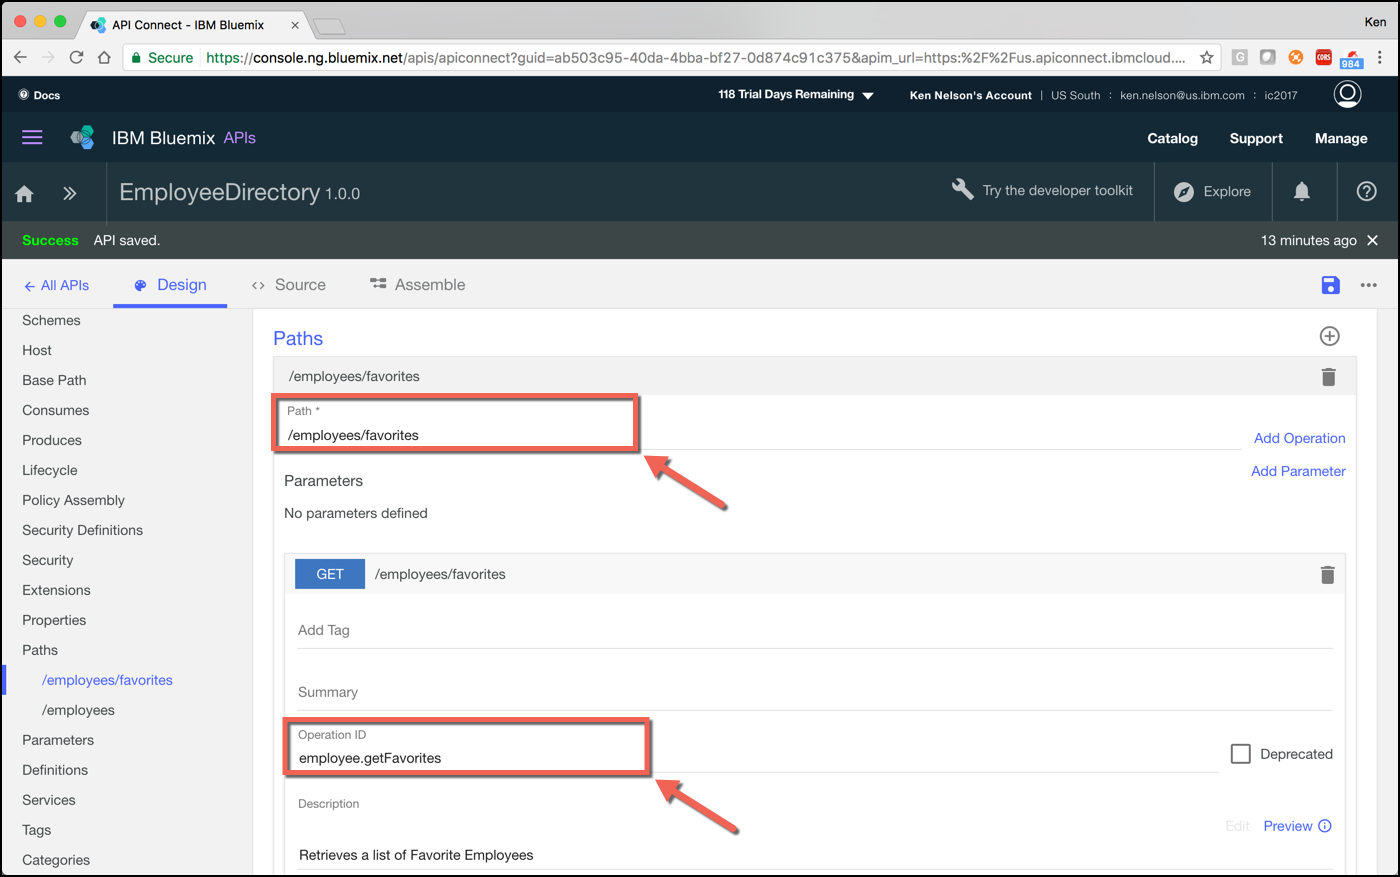 API Connect - IBM Bluemix
Ken
Secure https://console.ng.bluemix.net/apis/apiconnect?guid=ab503c95-40da-4bba-bf27-0d874c91c375&apim_url=https:%2F%2Fus.apiconnect.ibmcloud....
G
CORS
984
Docs
118 Trial Days Remaining
Ken Nelson's Account | US South : ken.nelson@us.ibm.com : ic2017
IBM Bluemix APIs
Catalog Support Manage
EmployeeDirectory 1.0.0
Try the developer toolkit
Explore
Success API saved.
13 minutes ago
All APIs
Design
Source
Assemble
Schemes
Host
Base Path
Consumes
Produces
Lifecycle
Policy Assembly
Security Definitions
Security
Extensions
Properties
Paths
/employees/favorites
/employees
Parameters
Definitions
Services
Tags
Categories
Paths
/employees/favorites
Path *
/employees/favorites
Add Operation
Add Parameter
Parameters
No parameters defined
GET /employees/favorites
Add Tag
Summary
Operation ID
employee.getFavorites
Deprecated
Description
Edit Preview
Retrieves a list of Favorite Employees